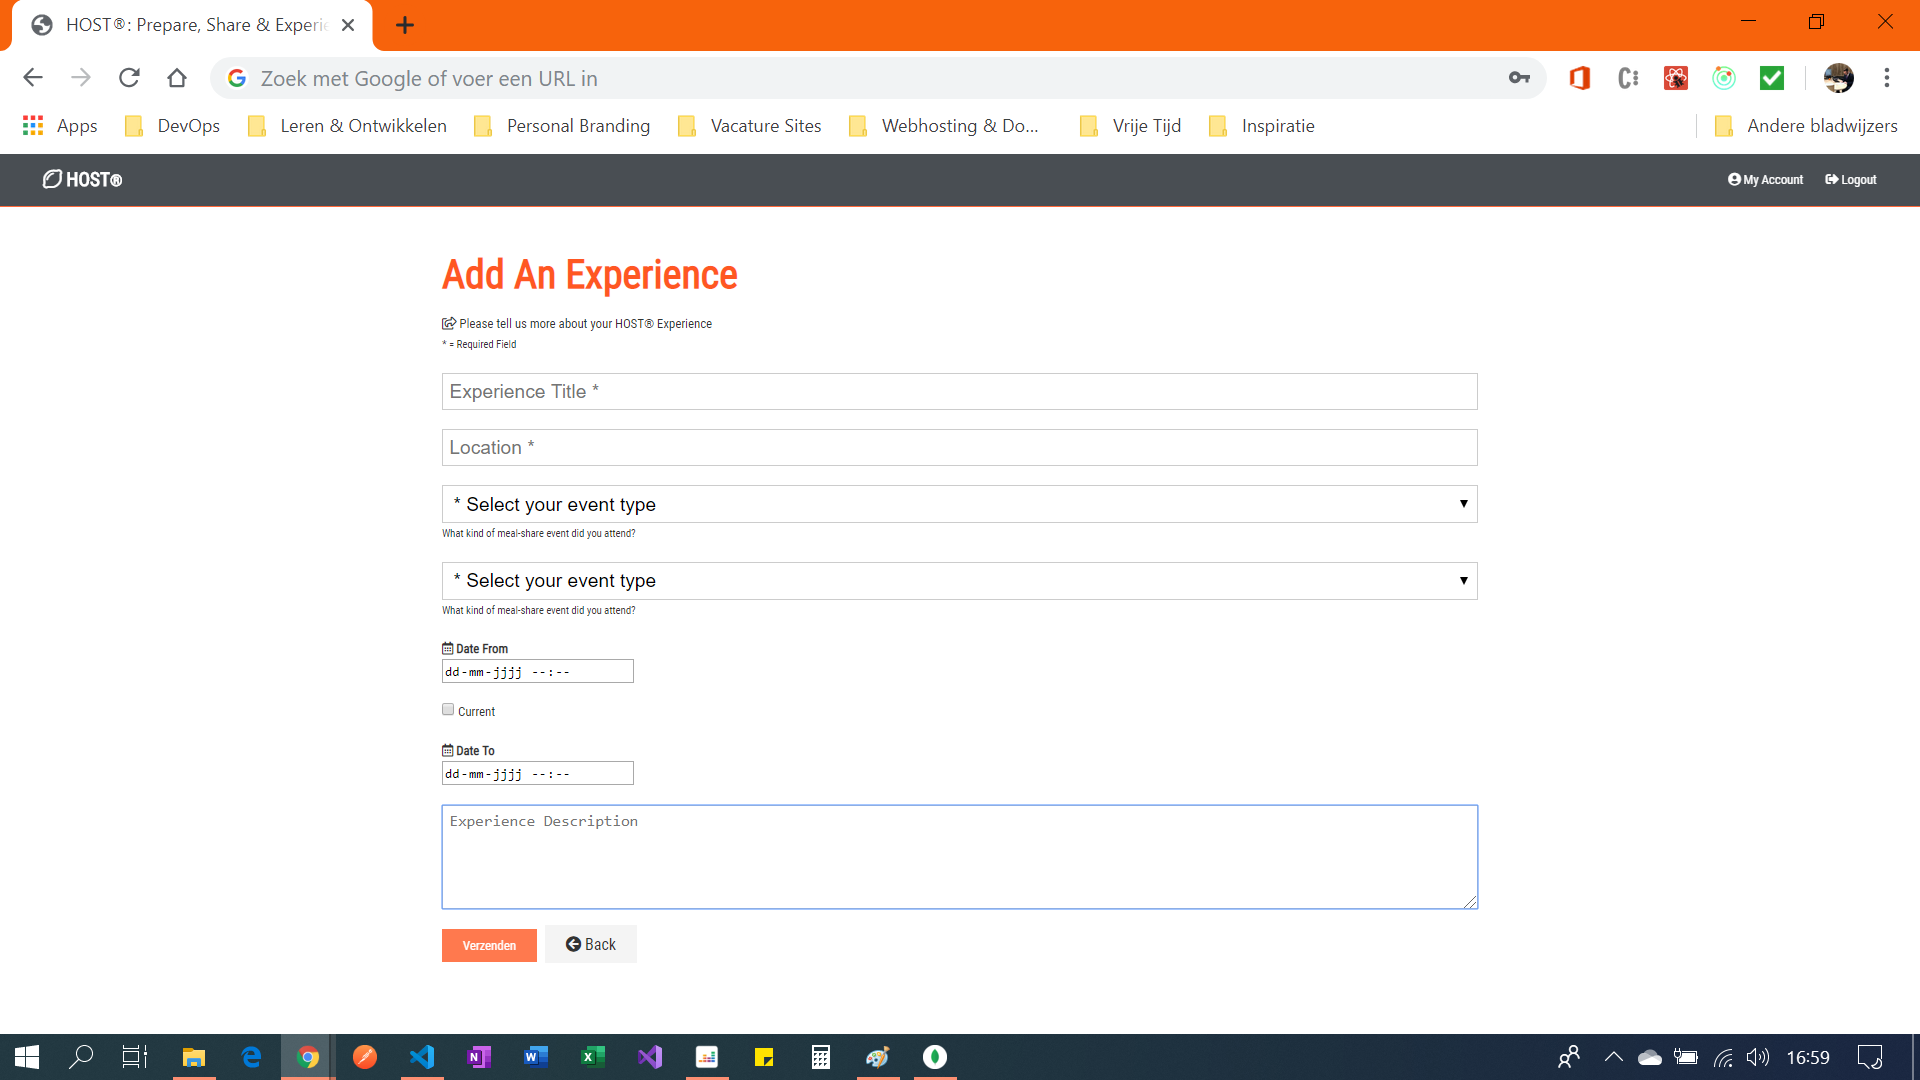 HOST®: Prepare, Share & Experie
Zoek met Google of voer een URL in
Apps DevOps Leren & Ontwikkelen Personal Branding Vacature Sites Webhosting & Do... Vrije Tijd Inspiratie Andere bladwijzers
HOST® My Account Logout
Add An Experience
Please tell us more about your HOST® Experience
* = Required Field
Experience Title *
Location *
* Select your event type
What kind of meal-share event did you attend?
* Select your event type
What kind of meal-share event did you attend?
Date From
dd-mm-jjjj --:--
Current
Date To
dd-mm-jjjj --:--
Experience Description
Verzenden Back
16:59